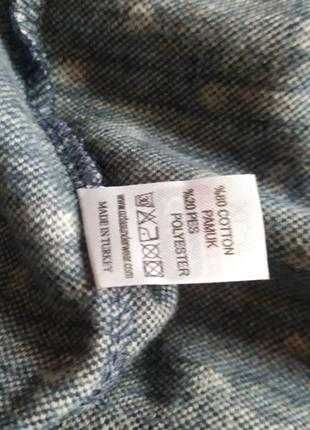 %80 COTTON
PAMUK
%20 PES
POLYESTER
MADE IN TURKEY